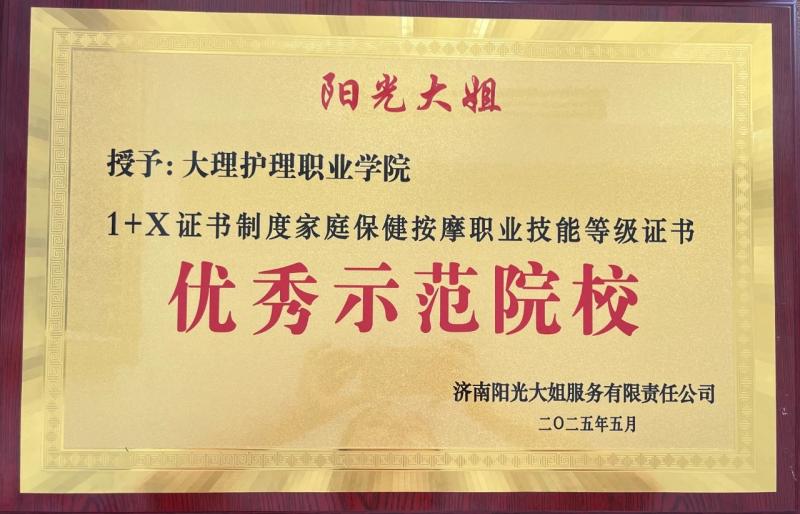 阳光大姐
授予:大理护理职业学院
1+X证书制度家庭保健按摩职业技能等级证书
优秀示范院校
济南阳光大姐服务有限责任公司
二〇二五年五月